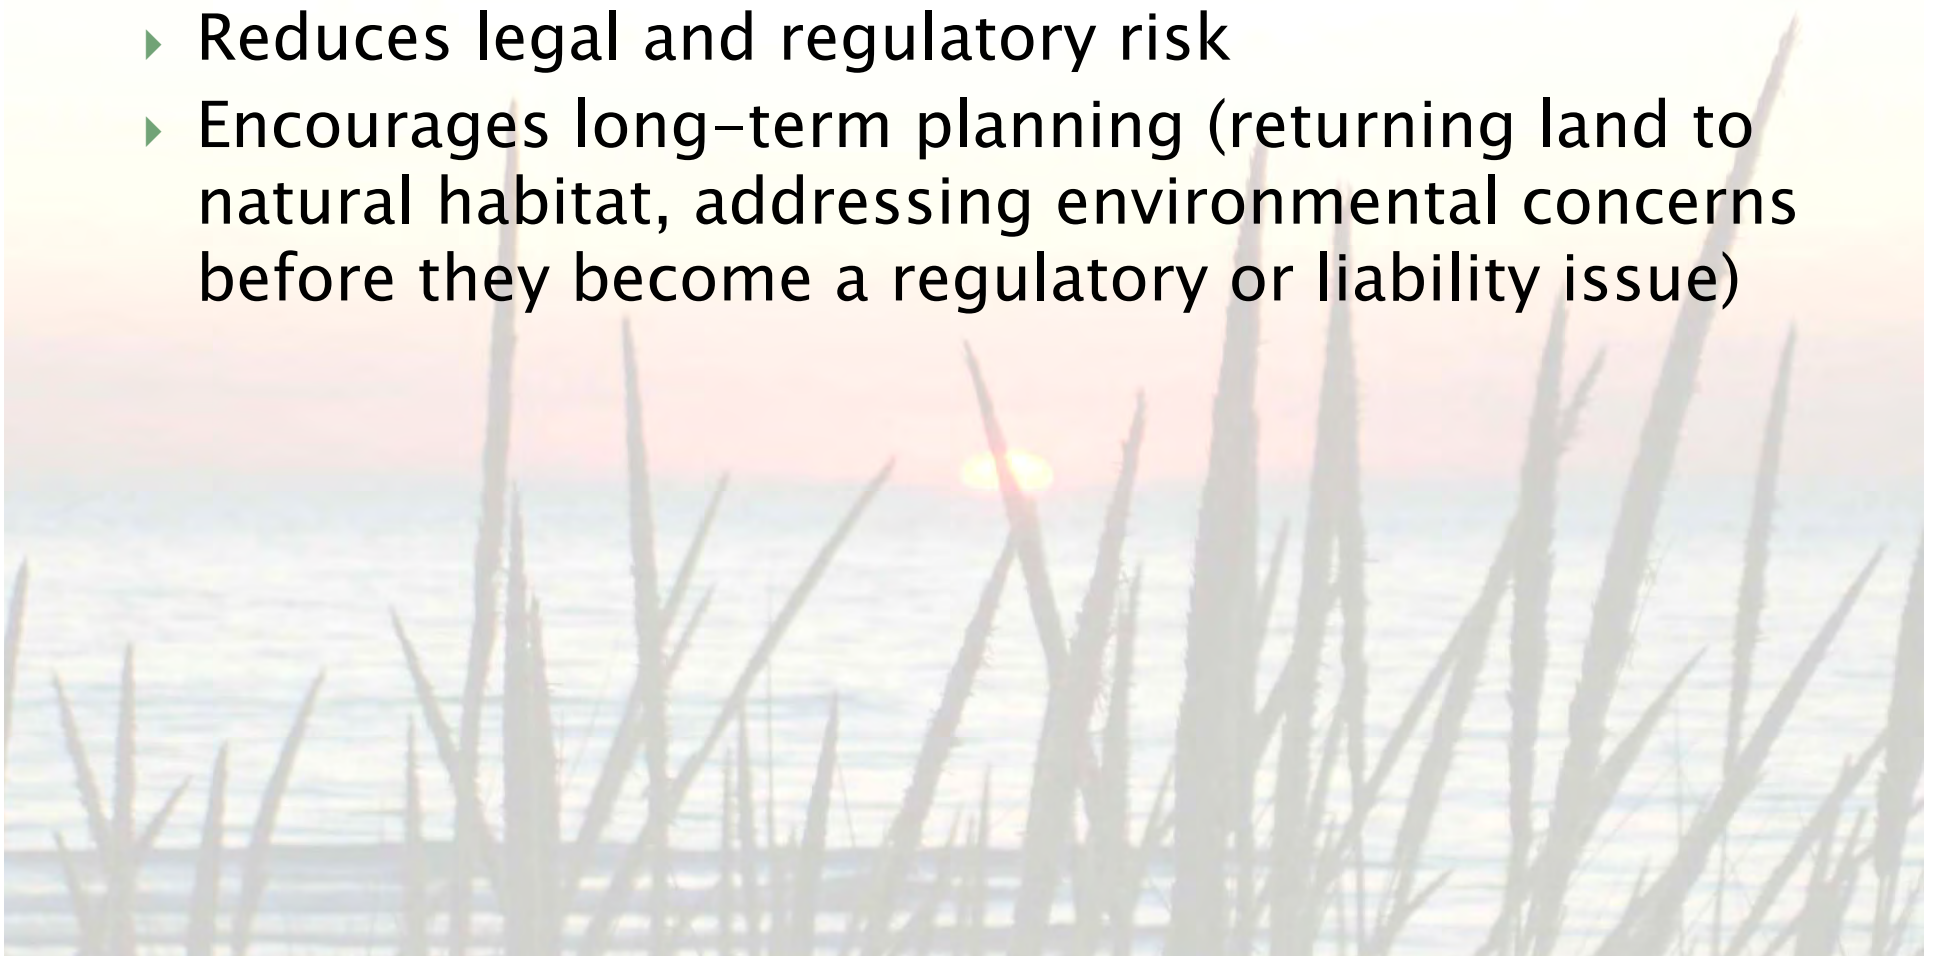 Reduces legal and regulatory risk
Encourages long-term planning (returning land to
natural habitat, addressing environmental concerns
before they become a regulatory or liability issue)